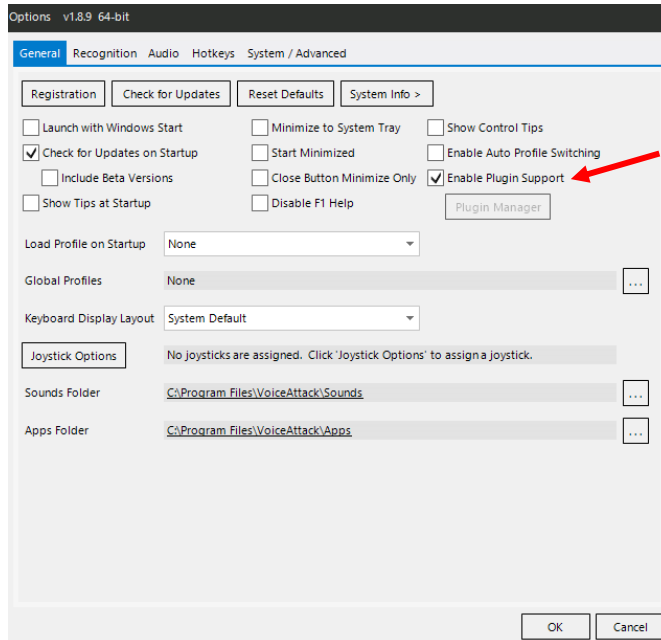 Options v1.8.9 64-bit
General Recognition Audio Hotkeys System / Advanced
Registration Check for Updates Reset Defaults System Info >
Launch with Windows Start Minimize to System Tray Show Control Tips
Check for Updates on Startup Start Minimized Enable Auto Profile Switching
Include Beta Versions Close Button Minimize Only Enable Plugin Support
Show Tips at Startup Disable F1 Help Plugin Manager
Load Profile on Startup None
Global Profiles None ...
Keyboard Display Layout System Default
Joystick Options No joysticks are assigned. Click 'Joystick Options' to assign a joystick.
Sounds Folder C:\Program Files\VoiceAttack\Sounds ...
Apps Folder C:\Program Files\VoiceAttack\Apps ...
OK Cancel